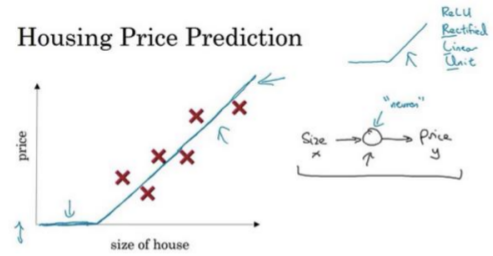 Housing Price Prediction
ReLU
Rectified
Linear
Unit
price
size of house
"neuron"
Size
x
Price
y